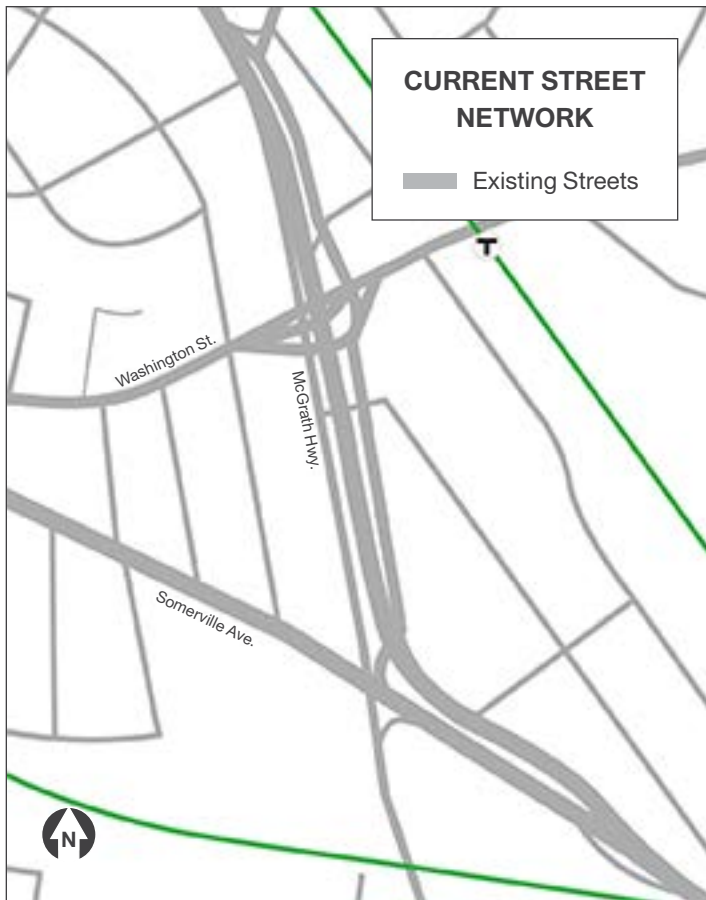 CURRENT STREET
NETWORK
Existing Streets
T
Washington St.
McGrath Hwy.
Somerville Ave.
N